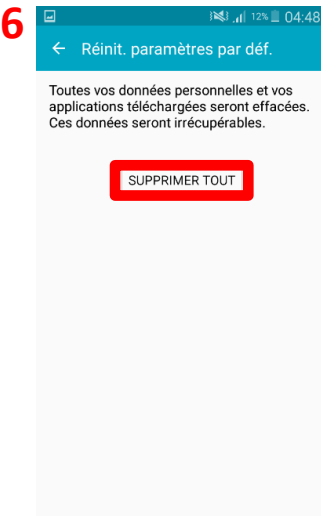 6
12% 04:48
← Réinit. paramètres par déf.
Toutes vos données personnelles et vos
applications téléchargées seront effacées.
Ces données seront irrécupérables.
SUPPRIMER TOUT